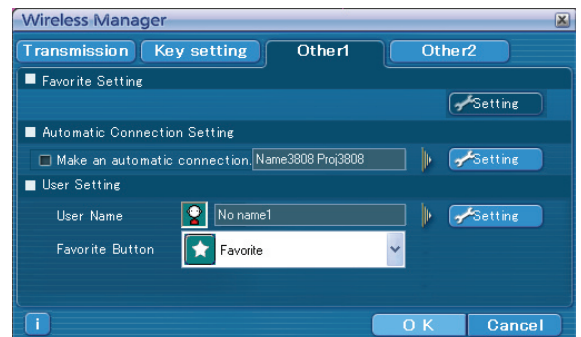 Wireless Manager
Transmission Key setting Other1 Other2
Favorite Setting
Setting
Automatic Connection Setting
Make an automatic connection. Name3808 Proj3808 Setting
User Setting
User Name No name1 Setting
Favorite Button Favorite
i OK Cancel